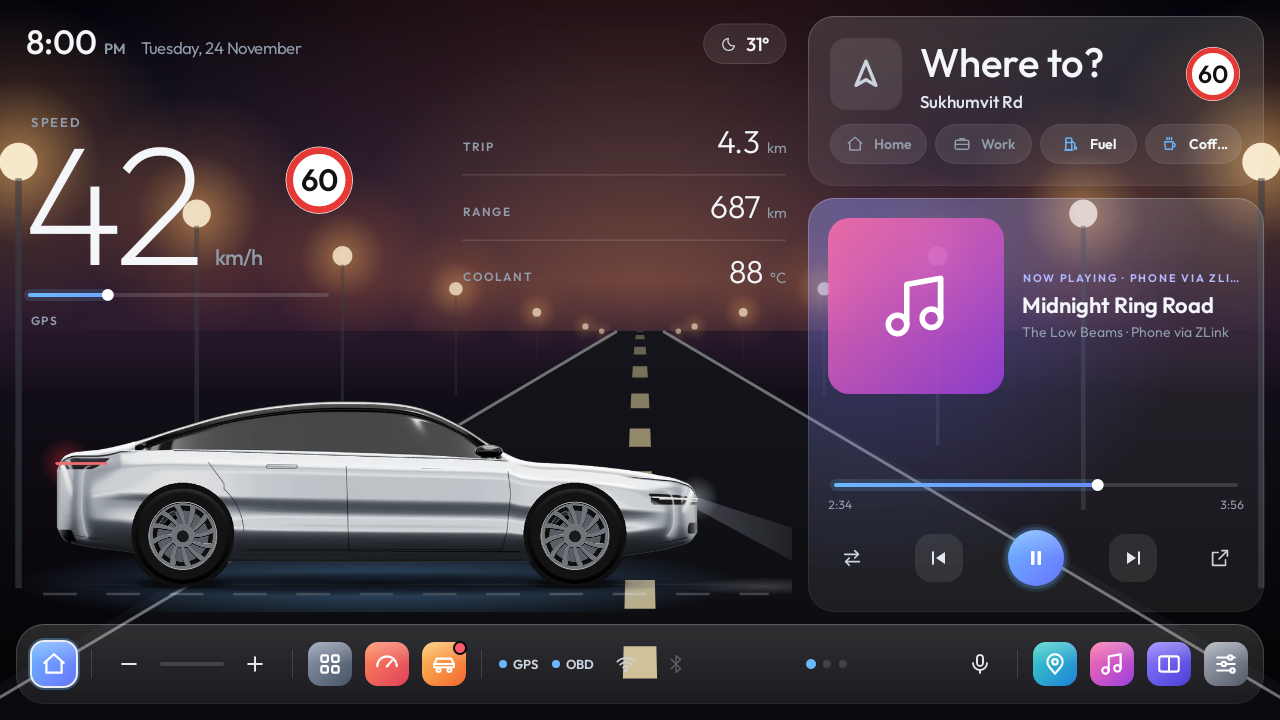 8:00 PM Tuesday, 24 November
31°
SPEED
42 km/h
60
GPS
TRIP 4.3 km
RANGE 687 km
COOLANT 88 °C
Where to?
Sukhumvit Rd
60
Home
Work
Fuel
Coff...
NOW PLAYING · PHONE VIA ZLI...
Midnight Ring Road
The Low Beams · Phone via ZLink
2:34
3:56
GPS
OBD